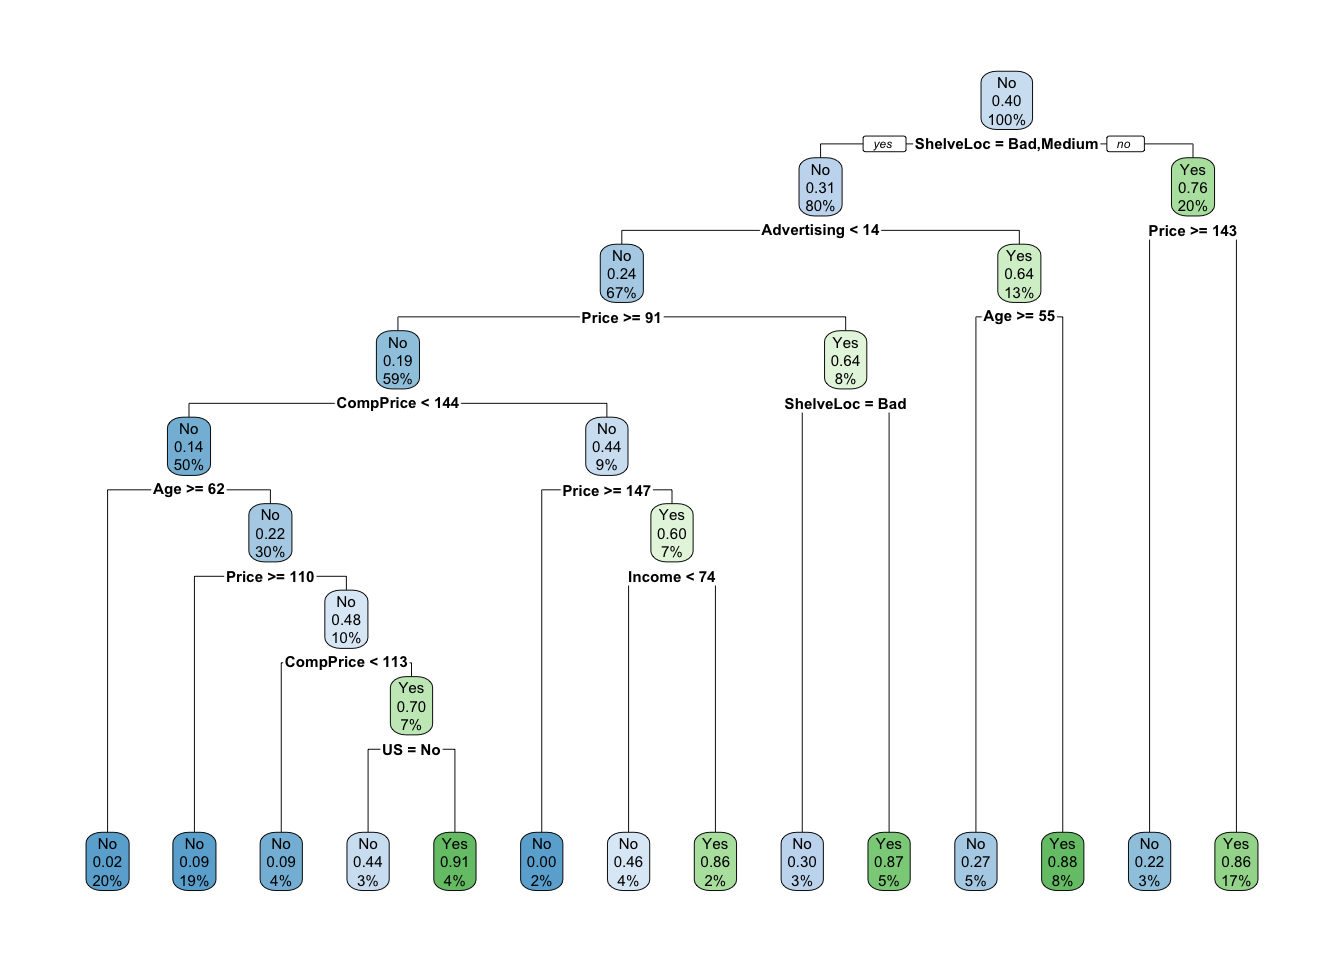 No
0.40
100%
yes
ShelveLoc = Bad,Medium
no
No
0.31
80%
Yes
0.76
20%
Advertising < 14
Price >= 143
No
0.24
67%
Yes
0.64
13%
Price >= 91
Age >= 55
No
0.19
59%
Yes
0.64
8%
CompPrice < 144
ShelveLoc = Bad
No
0.14
50%
No
0.44
9%
Age >= 62
Price >= 147
No
0.22
30%
Yes
0.60
7%
Price >= 110
Income < 74
No
0.48
10%
CompPrice < 113
Yes
0.70
7%
US = No
No
0.02
20%
No
0.09
19%
No
0.09
4%
No
0.44
3%
Yes
0.91
4%
No
0.00
2%
No
0.46
4%
Yes
0.86
2%
No
0.30
3%
Yes
0.87
5%
No
0.27
5%
Yes
0.88
8%
No
0.22
3%
Yes
0.86
17%